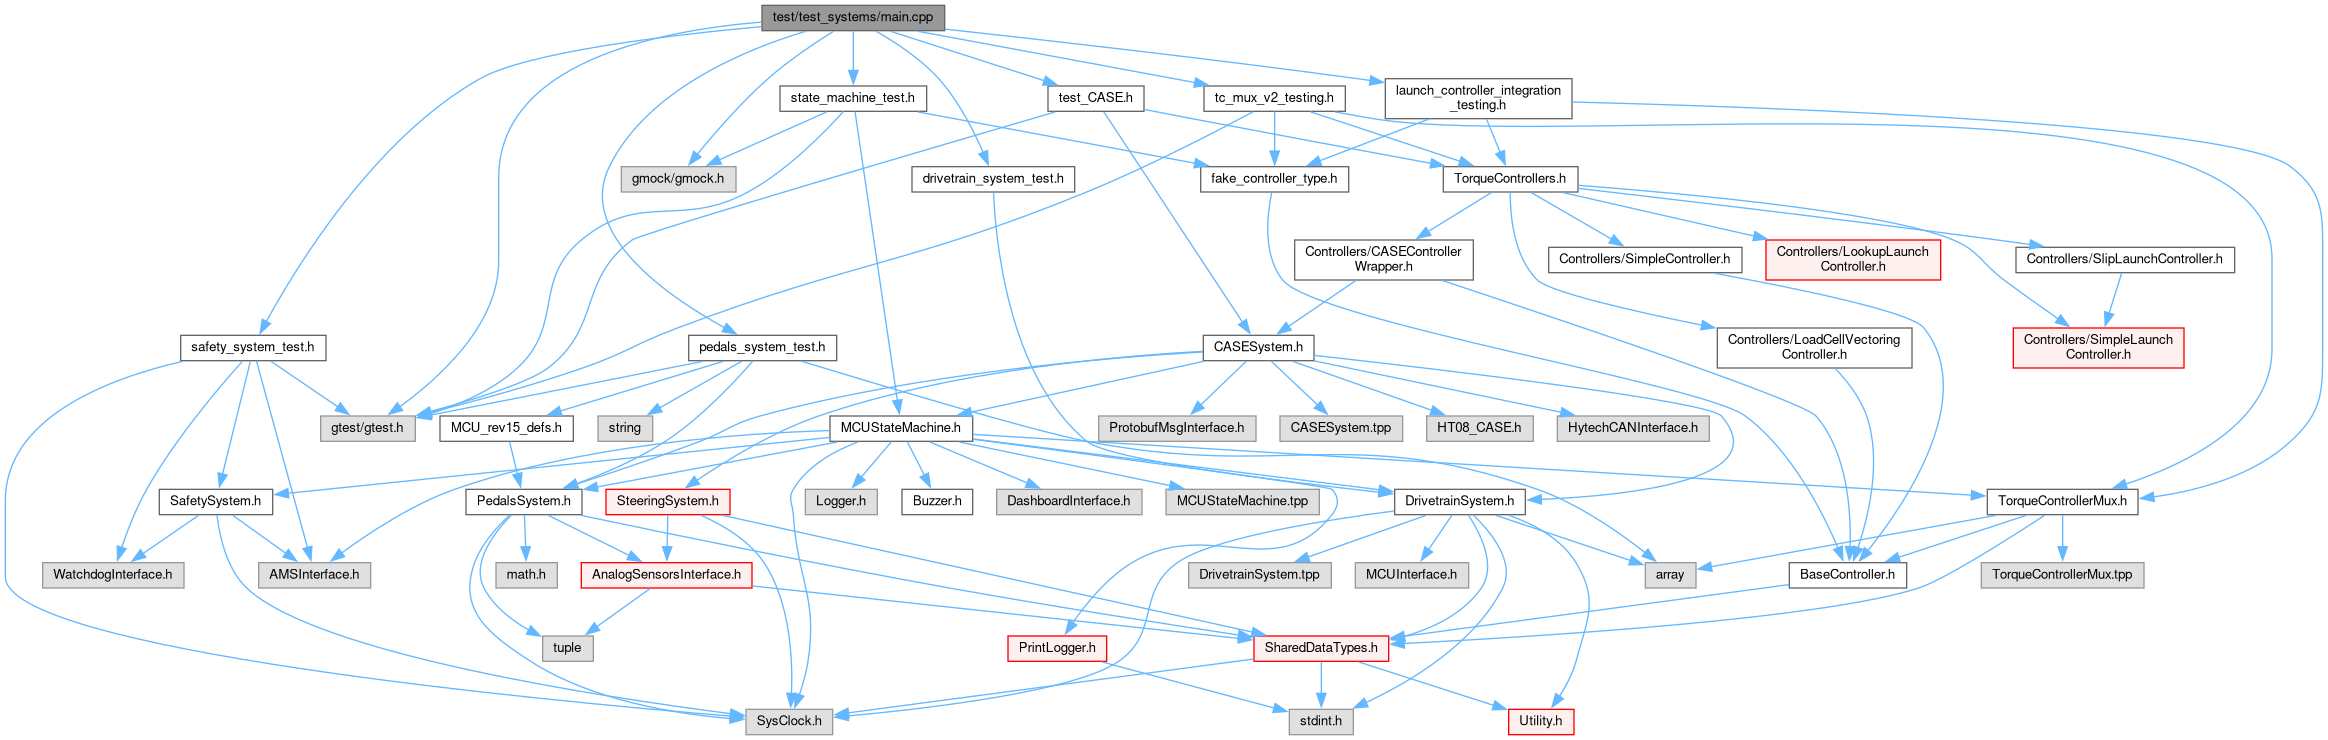 test/test_systems/main.cpp
state_machine_test.h
test_CASE.h
tc_mux_v2_testing.h
launch_controller_integration
_testing.h
gmock/gmock.h
drivetrain_system_test.h
fake_controller_type.h
TorqueControllers.h
Controllers/CASEController
Wrapper.h
Controllers/SimpleController.h
Controllers/LookupLaunch
Controller.h
Controllers/SlipLaunchController.h
safety_system_test.h
pedals_system_test.h
CASESystem.h
Controllers/LoadCellVectoring
Controller.h
Controllers/SimpleLaunch
Controller.h
gtest/gtest.h
MCU_rev15_defs.h
string
MCUStateMachine.h
ProtobufMsgInterface.h
CASESystem.tpp
HT08_CASE.h
HytechCANInterface.h
SafetySystem.h
PedalsSystem.h
SteeringSystem.h
Logger.h
Buzzer.h
DashboardInterface.h
MCUStateMachine.tpp
DrivetrainSystem.h
TorqueControllerMux.h
WatchdogInterface.h
AMSInterface.h
math.h
AnalogSensorsInterface.h
DrivetrainSystem.tpp
MCUInterface.h
array
BaseController.h
TorqueControllerMux.tpp
tuple
PrintLogger.h
SharedDataTypes.h
SysClock.h
stdint.h
Utility.h